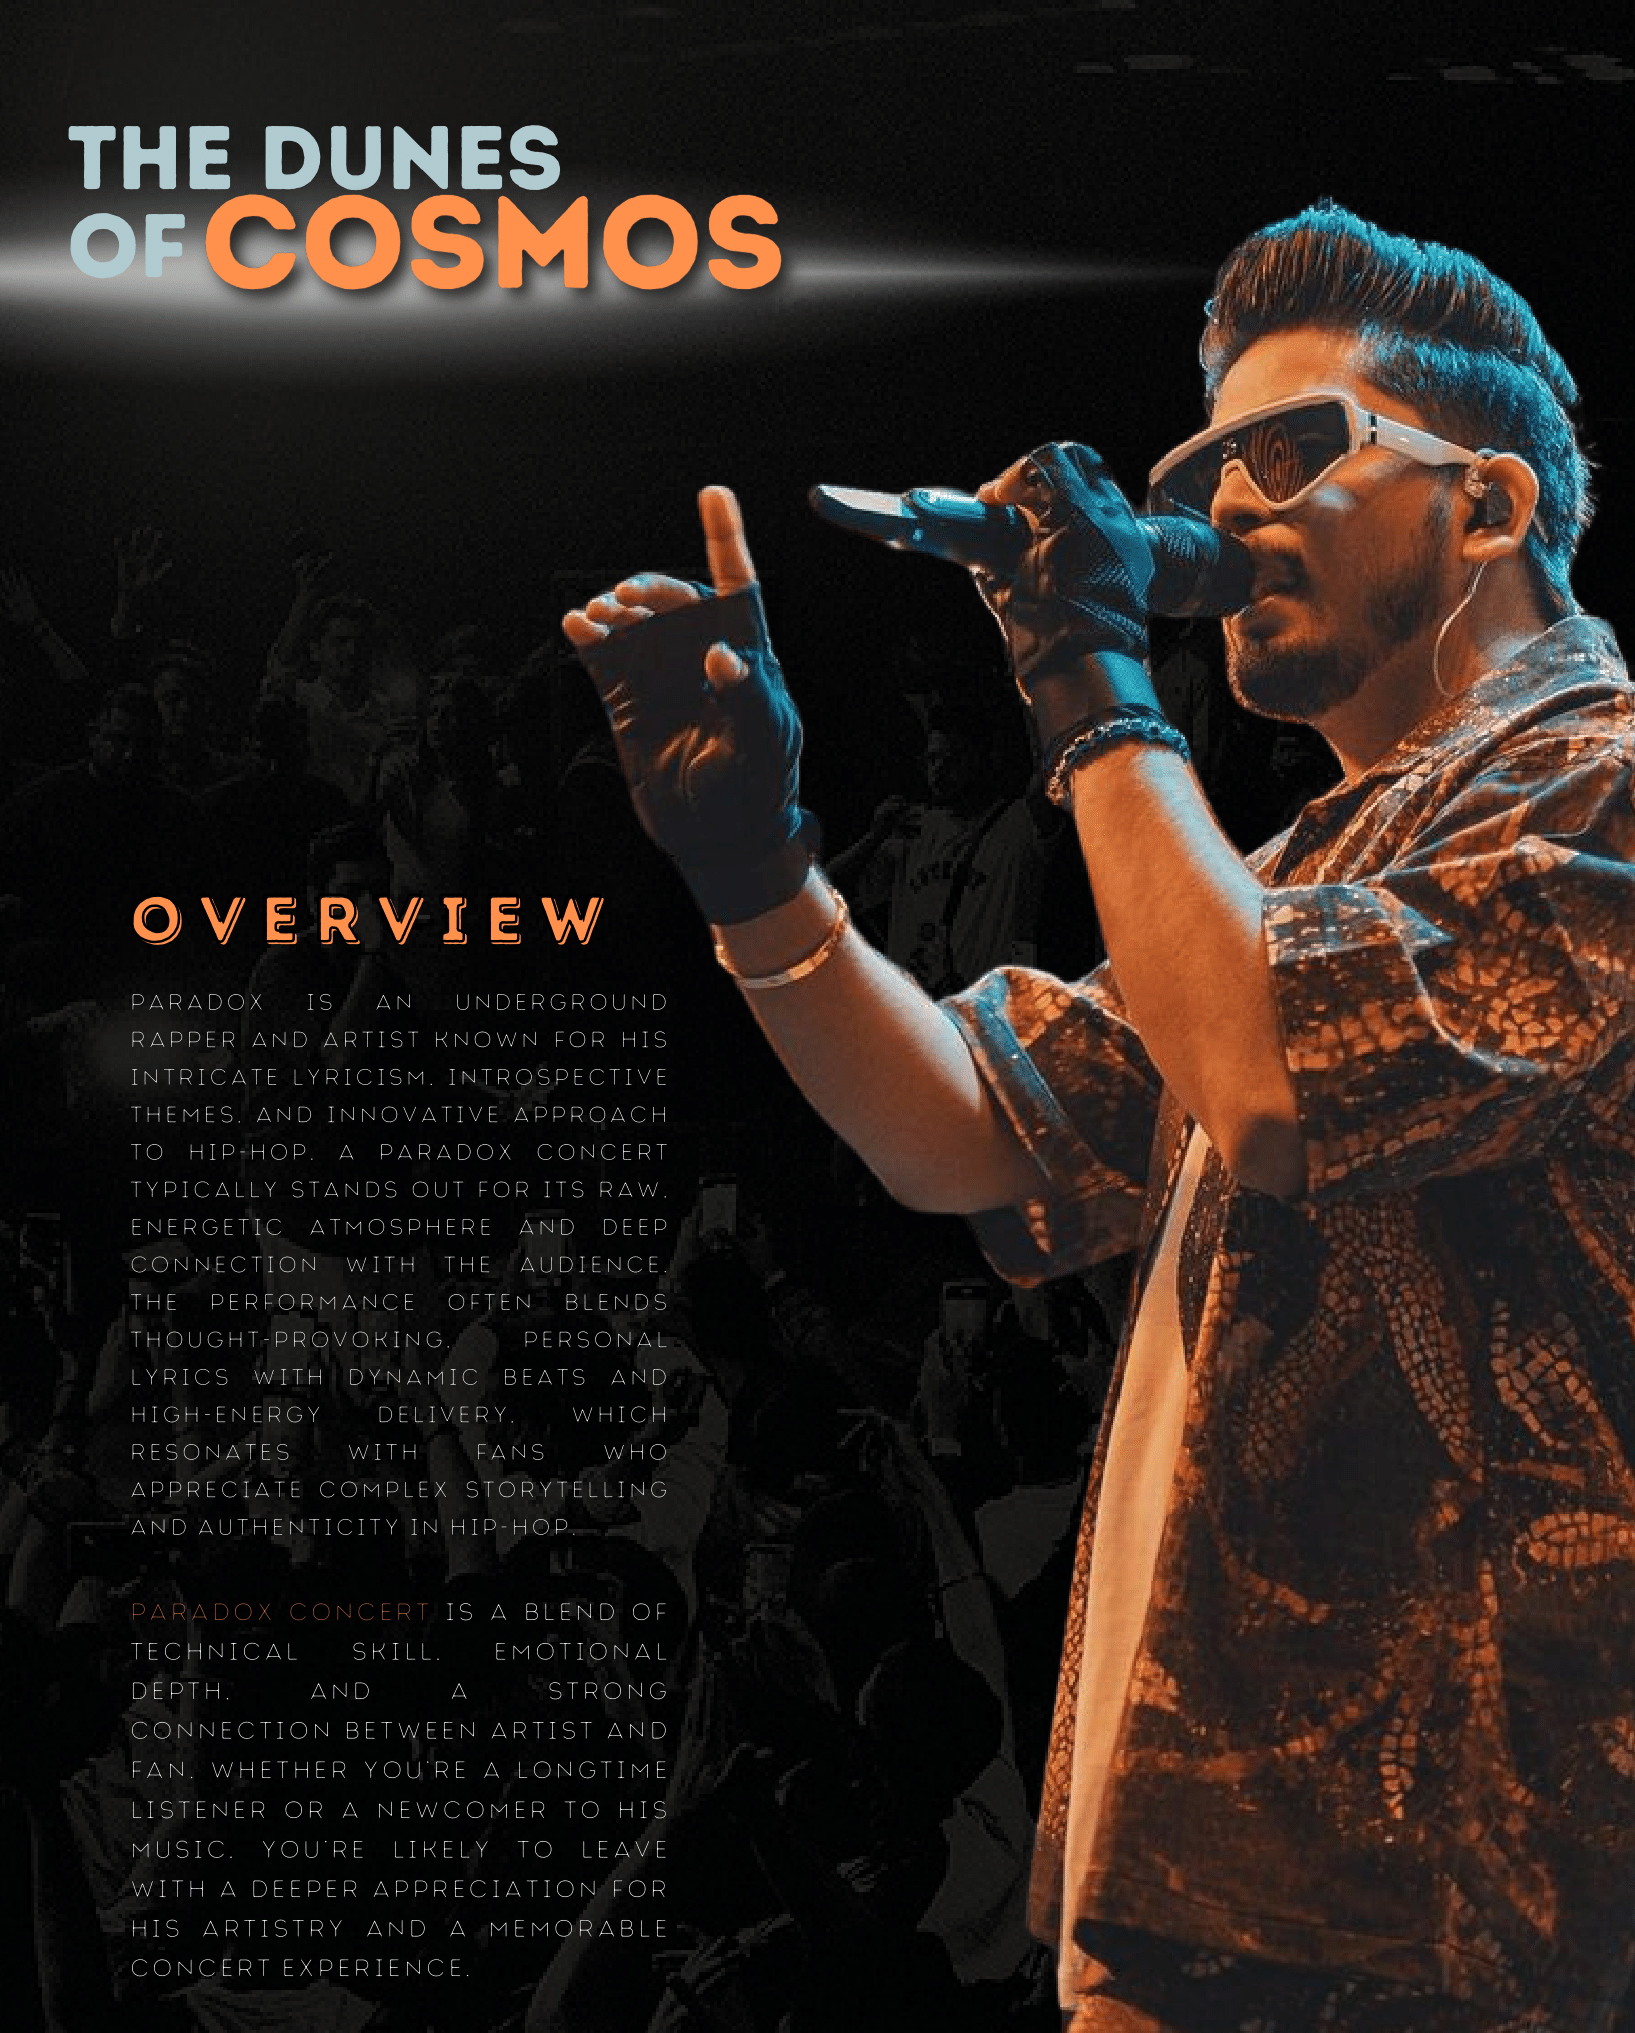 THE DUNES
OF COSMOS
OVERVIEW
PARADOX IS AN UNDERGROUND
RAPPER AND ARTIST KNOWN FOR HIS
INTRICATE LYRICISM, INTROSPECTIVE
THEMES, AND INNOVATIVE APPROACH
TO HIP-HOP. A PARADOX CONCERT
TYPICALLY STANDS OUT FOR ITS RAW,
ENERGETIC ATMOSPHERE AND DEEP
CONNECTION WITH THE AUDIENCE.
THE PERFORMANCE OFTEN BLENDS
THOUGHT-PROVOKING, PERSONAL
LYRICS WITH DYNAMIC BEATS AND
HIGH-ENERGY DELIVERY, WHICH
RESONATES WITH FANS WHO
APPRECIATE COMPLEX STORYTELLING
AND AUTHENTICITY IN HIP-HOP.
PARADOX CONCERT IS A BLEND OF
TECHNICAL SKILL, EMOTIONAL
DEPTH, AND A STRONG
CONNECTION BETWEEN ARTIST AND
FAN. WHETHER YOU'RE A LONGTIME
LISTENER OR A NEWCOMER TO HIS
MUSIC, YOU'RE LIKELY TO LEAVE
WITH A DEEPER APPRECIATION FOR
HIS ARTISTRY AND A MEMORABLE
CONCERT EXPERIENCE.